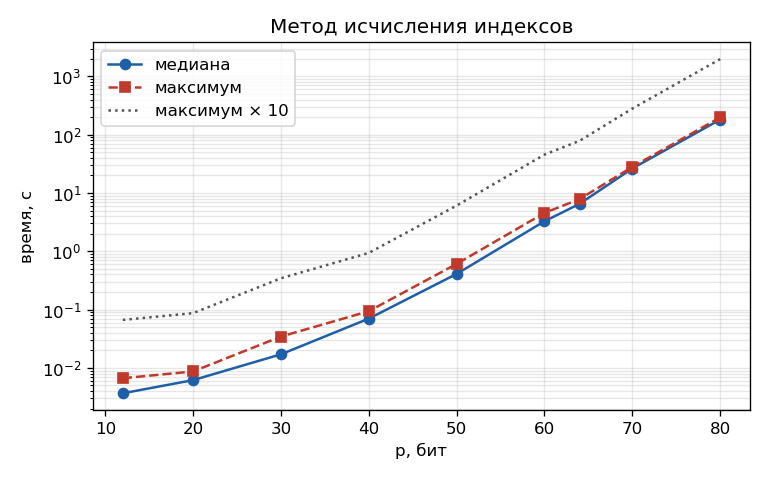 Метод исчисления индексов
медиана
максимум
максимум × 10
время, с
10³
10²
10¹
10⁰
10⁻¹
10⁻²
10 20 30 40 50 60 70 80
p, бит